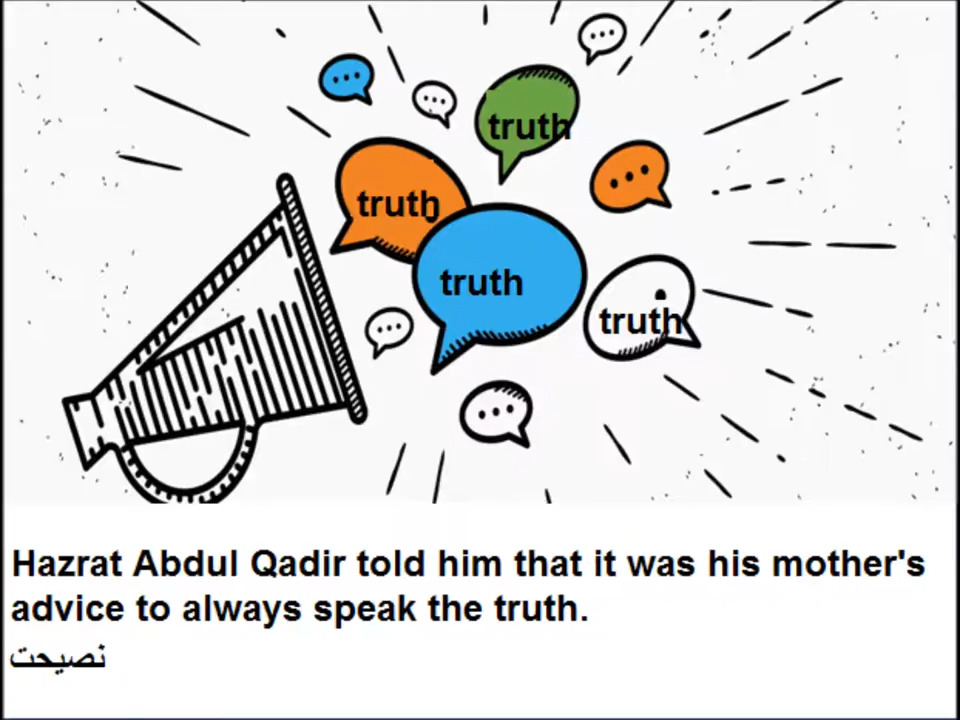 truth
truth
truth
truth
Hazrat Abdul Qadir told him that it was his mother's
advice to always speak the truth.
نصیحت